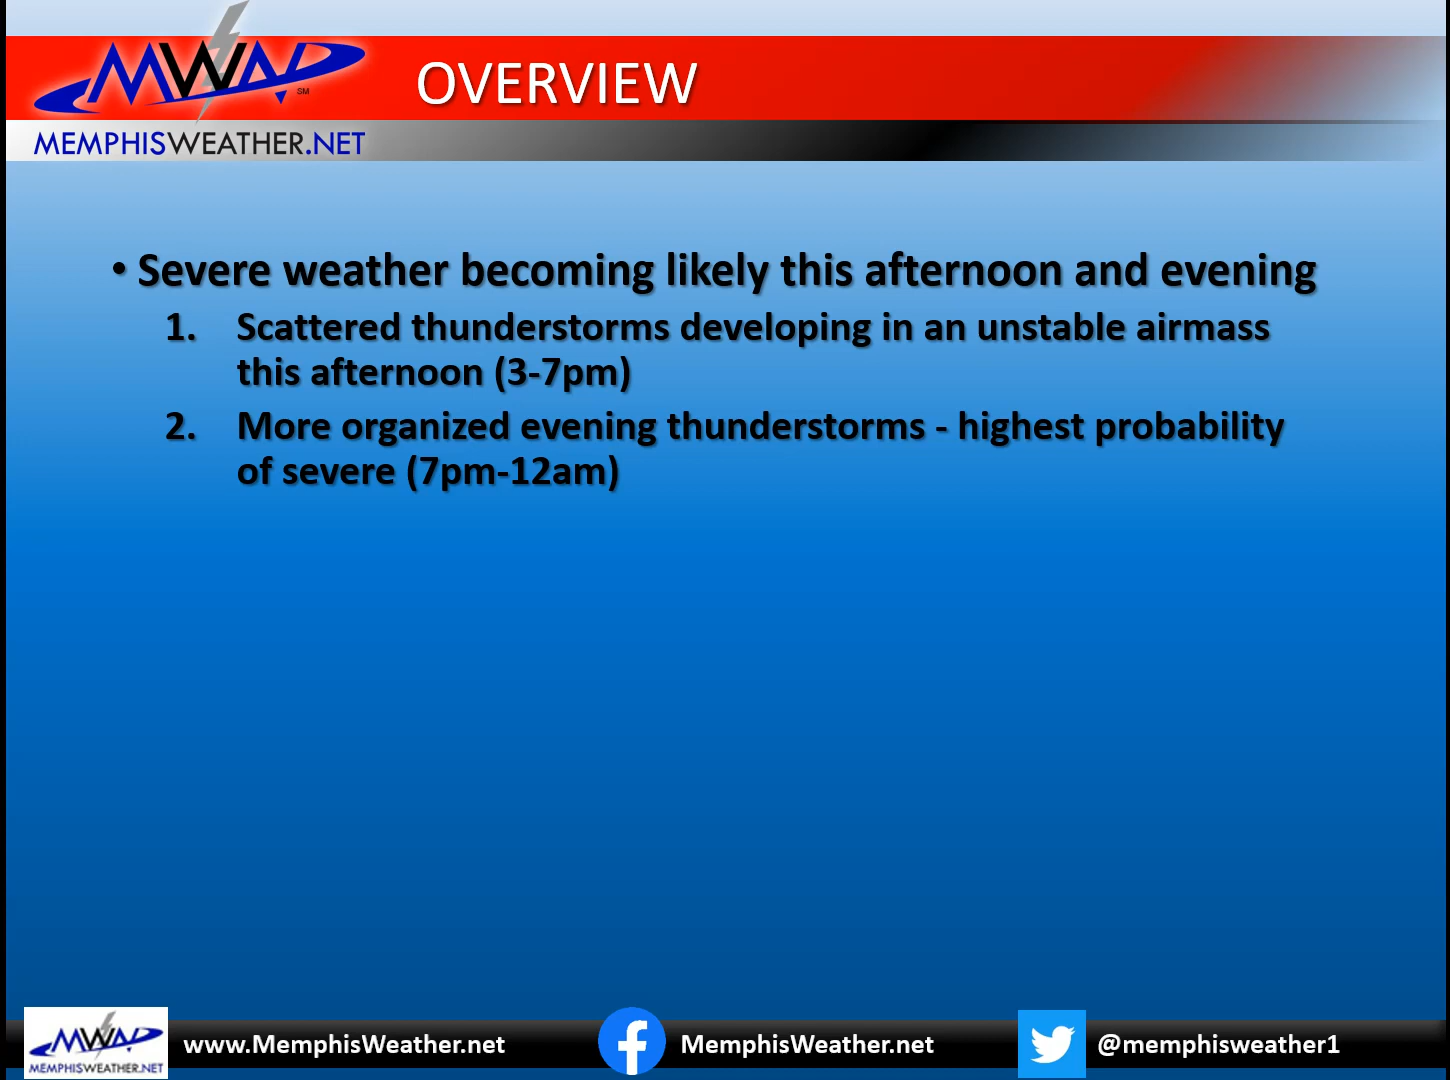 MWN
SM
MEMPHISWEATHER.NET
OVERVIEW
• Severe weather becoming likely this afternoon and evening
1. Scattered thunderstorms developing in an unstable airmass
this afternoon (3-7pm)
2. More organized evening thunderstorms - highest probability
of severe (7pm-12am)
MWN
MEMPHISWEATHER.NET
www.MemphisWeather.net
MemphisWeather.net
@memphisweather1